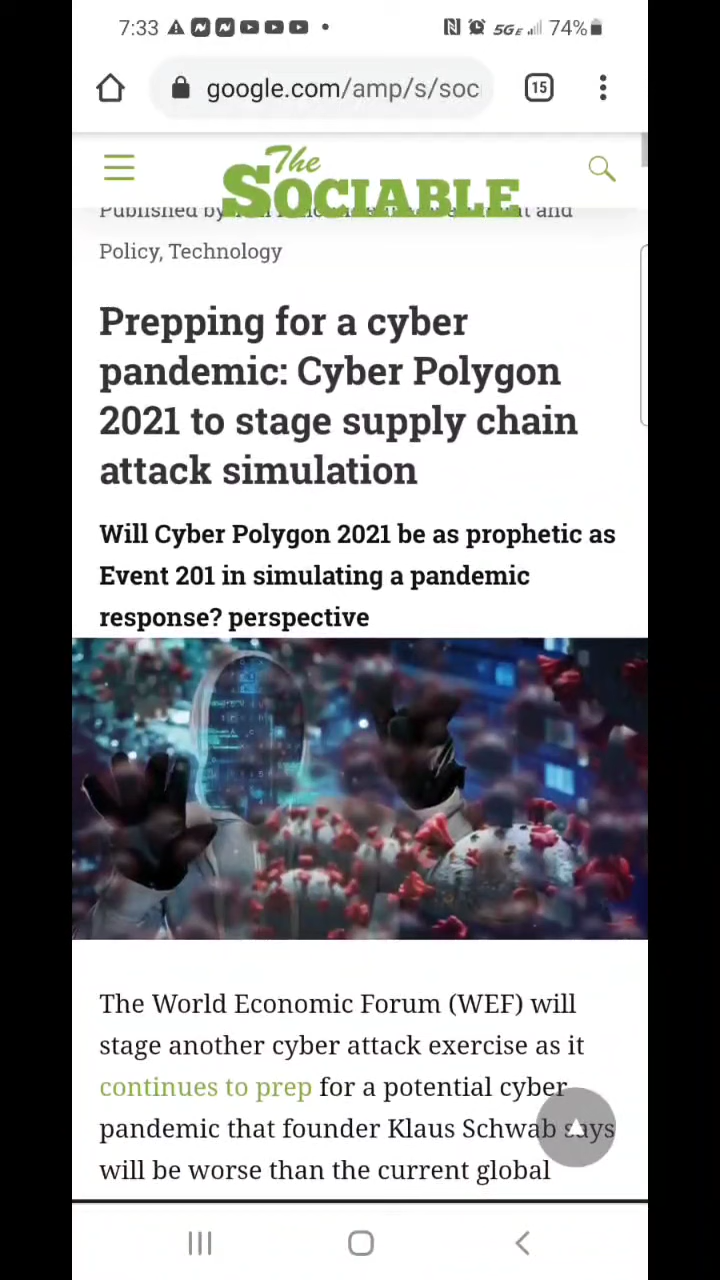 7:33
5GE 74%
google.com/amp/s/soc
15
The
SOCIABLE
Published by and
Policy, Technology
Prepping for a cyber
pandemic: Cyber Polygon
2021 to stage supply chain
attack simulation
Will Cyber Polygon 2021 be as prophetic as
Event 201 in simulating a pandemic
response? perspective
The World Economic Forum (WEF) will
stage another cyber attack exercise as it
continues to prep for a potential cyber
pandemic that founder Klaus Schwab says
will be worse than the current global